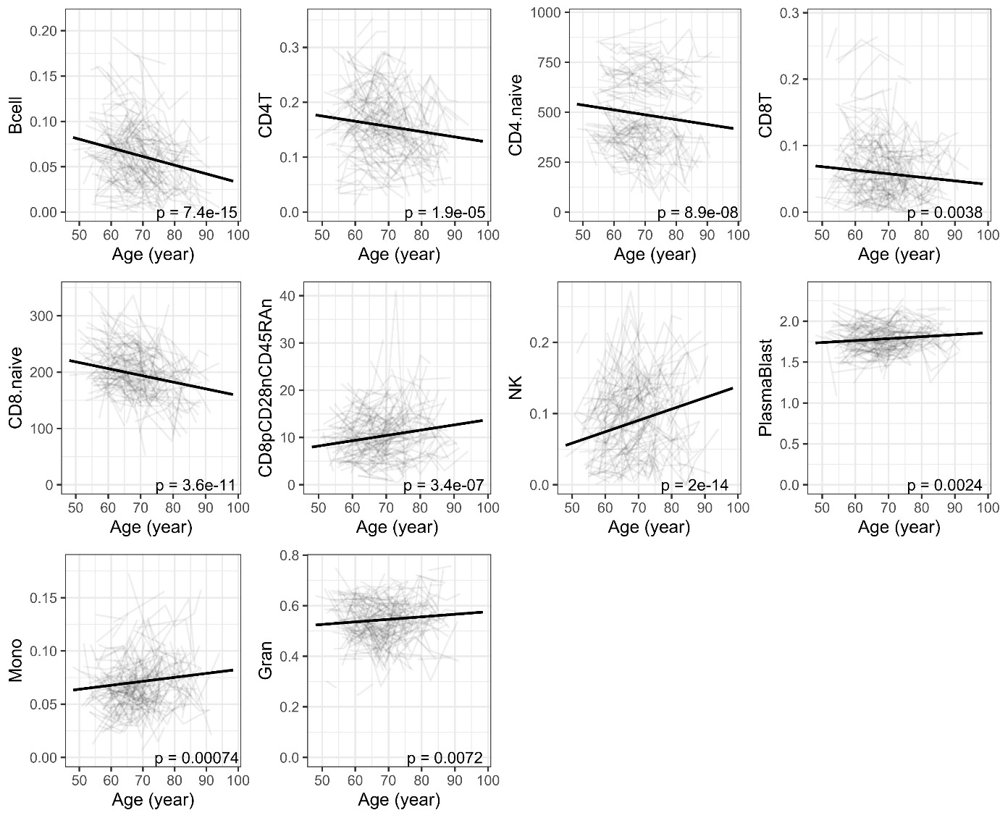 Bcell
0.20
0.15
0.10
0.05
0.00
p = 7.4e-15
50 60 70 80 90 100
Age (year)
CD4T
0.3
0.2
0.1
0.0
p = 1.9e-05
50 60 70 80 90 100
Age (year)
CD4.naive
1000
750
500
250
0
p = 8.9e-08
50 60 70 80 90 100
Age (year)
CD8T
0.3
0.2
0.1
0.0
p = 0.0038
50 60 70 80 90 100
Age (year)
CD8.naive
300
200
100
0
p = 3.6e-11
50 60 70 80 90 100
Age (year)
CD8pCD28nCD45RAn
40
30
20
10
0
p = 3.4e-07
50 60 70 80 90 100
Age (year)
NK
0.2
0.1
0.0
p = 2e-14
50 60 70 80 90 100
Age (year)
PlasmaBlast
2.0
1.5
1.0
0.5
0.0
p = 0.0024
50 60 70 80 90 100
Age (year)
Mono
0.15
0.10
0.05
0.00
p = 0.00074
50 60 70 80 90 100
Age (year)
Gran
0.8
0.6
0.4
0.2
0.0
p = 0.0072
50 60 70 80 90 100
Age (year)